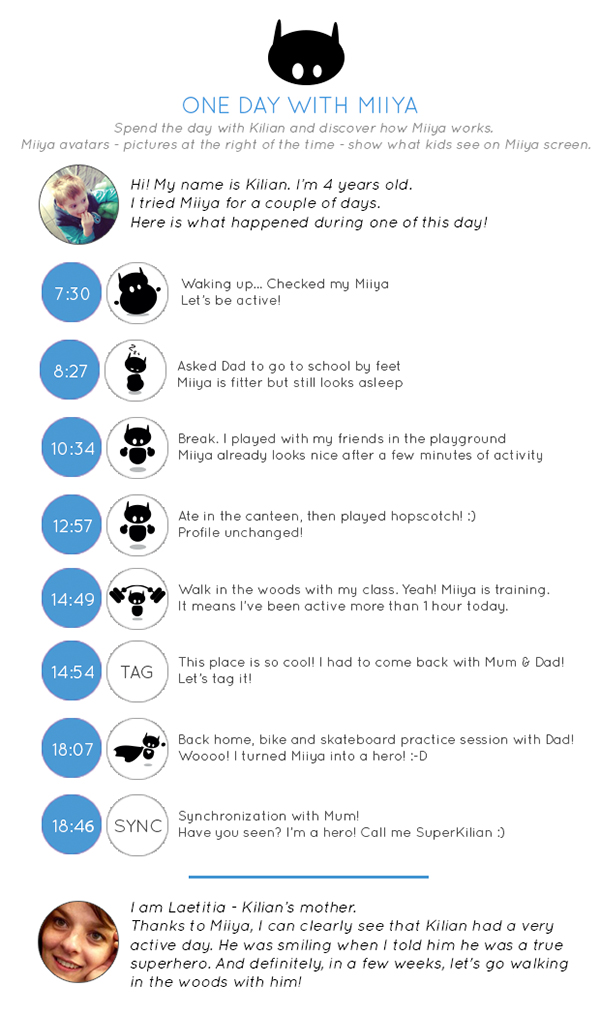 ONE DAY WITH MIIYA
Spend the day with Kilian and discover how Miiya works.
Miiya avatars - pictures at the right of the time - show what kids see on Miiya screen.
Hi! My name is Kilian. I'm 4 years old.
I tried Miiya for a couple of days.
Here is what happened during one of this day!
7:30
Waking up... Checked my Miiya
Let's be active!
8:27
Asked Dad to go to school by feet
Miiya is fitter but still looks asleep
10:34
Break. I played with my friends in the playground
Miiya already looks nice after a few minutes of activity
12:57
Ate in the canteen, then played hopscotch! :)
Profile unchanged!
14:49
Walk in the woods with my class. Yeah! Miiya is training.
It means I've been active more than 1 hour today.
14:54 TAG
This place is so cool! I had to come back with Mum & Dad!
Let's tag it!
18:07
Back home, bike and skateboard practice session with Dad!
Woooo! I turned Miiya into a hero! :-D
18:46 SYNC
Synchronization with Mum!
Have you seen? I'm a hero! Call me SuperKilian :)
I am Laetitia - Kilian's mother.
Thanks to Miiya, I can clearly see that Kilian had a very
active day. He was smiling when I told him he was a true
superhero. And definitely, in a few weeks, let's go walking
in the woods with him!